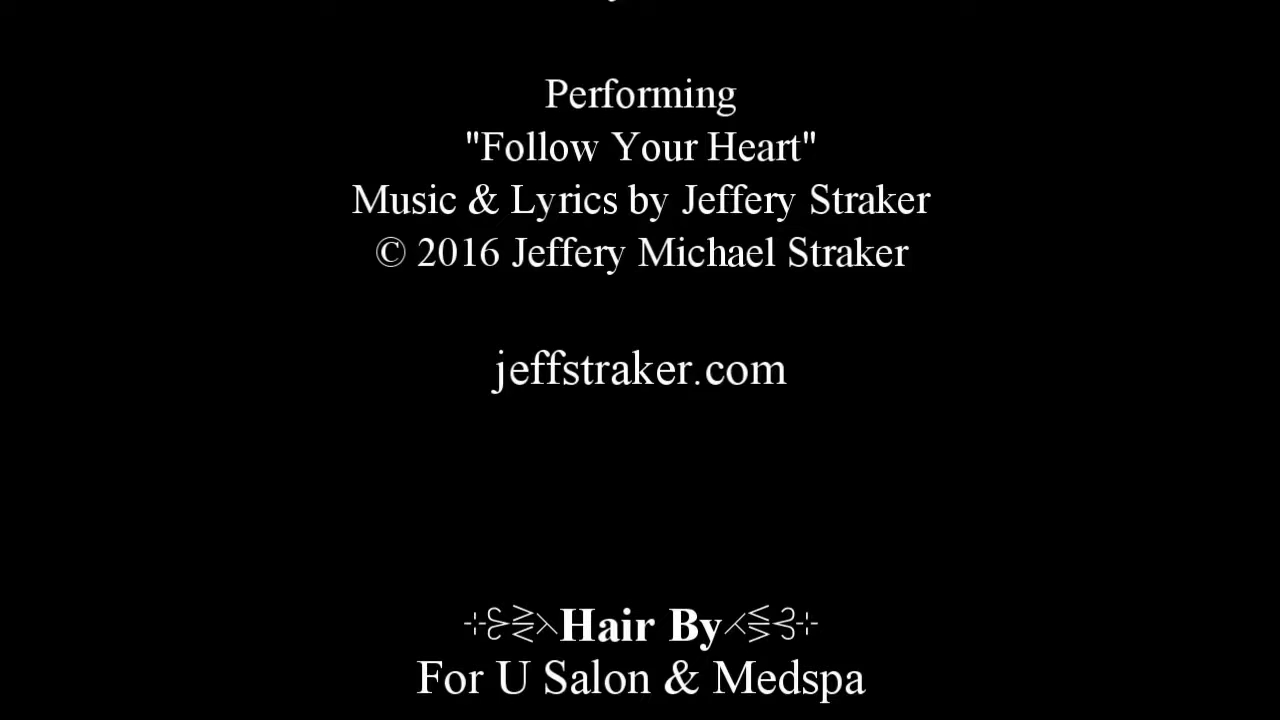 Performing
"Follow Your Heart"
Music & Lyrics by Jeffery Straker
© 2016 Jeffery Michael Straker
jeffstraker.com
Hair By
For U Salon & Medspa